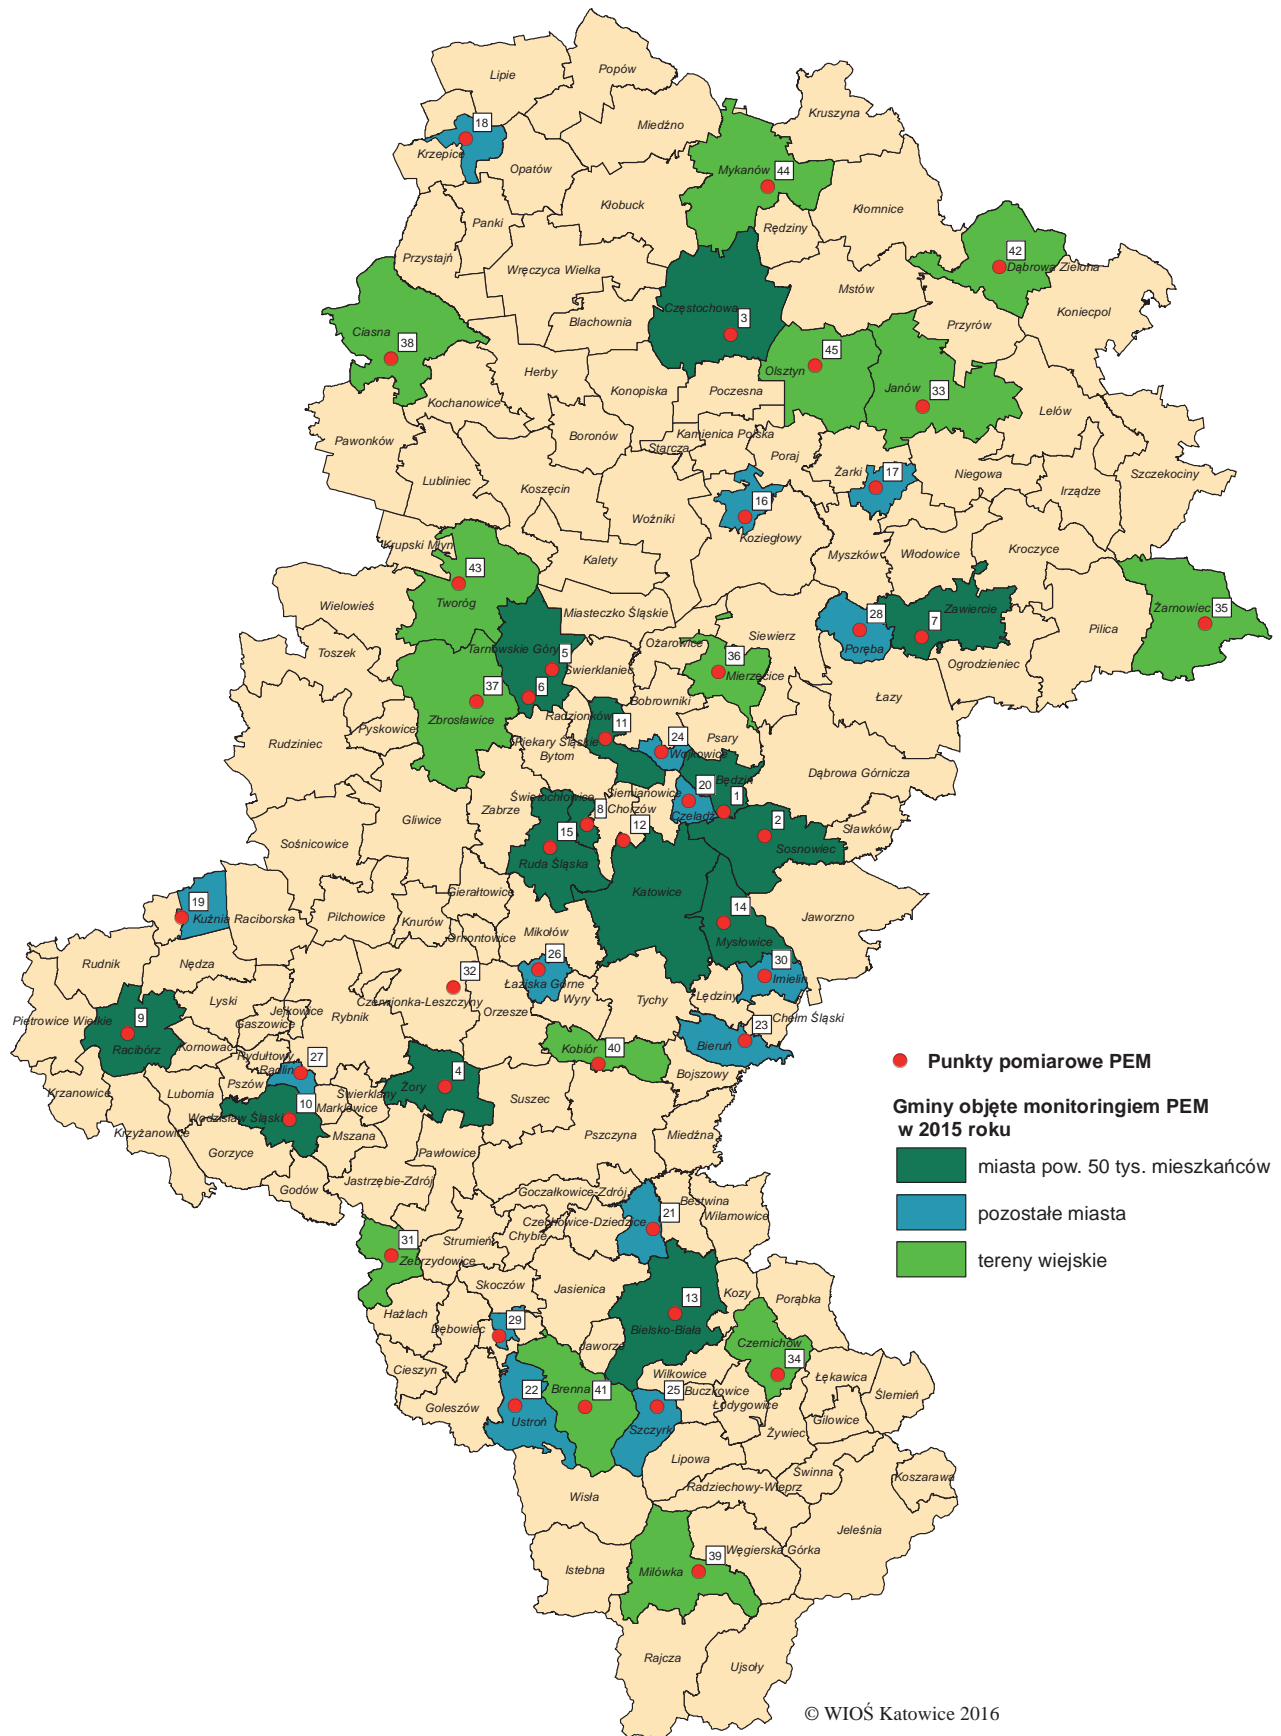 Popów
Lipie
Kruszyna
18
Miedźno
Krzepice
Opatów
Mykanów
44
Kłobuck
Kłomnice
Panki
Rędziny
42
Przystajń
Dąbrowa Zielona
Wręczyca Wielka
Mstów
Częstochowa
Koniecpol
3
Blachownia
Przyrów
Ciasna
38
45
Herby
Olsztyn
Janów
33
Konopiska
Poczesna
Kochanowice
Lelów
Pawonków
Boronów
Kamienica Polska
Starcza
Poraj
Żarki
17
Niegowa
Szczekociny
Lubliniec
Koszęcin
Irządze
16
Woźniki
Koziegłowy
Krupski Młyn
Kalety
Myszków
Włodowice
Kroczyce
43
Tworóg
Wielowieś
Miasteczko Śląskie
28
Zawiercie
Żarnowiec
35
7
Pilica
Siewierz
Poręba
Ożarowice
Toszek
Tarnowskie Góry
5
Świerklaniec
36
Mierzęcice
Ogrodzieniec
37
6
Łazy
Bobrowniki
Zbrosławice
Radzionków
11
Pyskowice
Rudziniec
Piekary Śląskie
24
Psary
Bytom
Wojkowice
Dąbrowa Górnicza
Będzin
20
Siemianowice
1
Świętochłowice
Chorzów
Zabrze
8
Czeladź
12
2
Gliwice
15
Sławków
Sośnicowice
Sosnowiec
Ruda Śląska
Katowice
Gierałtowice
19
14
Kuźnia Raciborska
Pilchowice
Knurów
Jaworzno
Mikołów
Ornontowice
Mysłowice
26
30
Rudnik
Nędza
32
Imielin
Łaziska Górne
Czerwionka-Leszczyny
Wyry
Tychy
Lędziny
Lyski
Orzesze
9
Jejkowice
Rybnik
Chełm Śląski
Pietrowice Wielkie
Gaszowice
23
Racibórz
Bieruń
Kornowac
Kobiór
40
Rydułtowy
27
Radlin
4
Bojszowy
Pszów
Krzanowice
Lubomia
Świerklany
Żory
10
Suszec
Wodzisław Śląski
Marklowice
Krzyżanowice
Mszana
Pszczyna
Miedźna
Gorzyce
Pawłowice
Jastrzębie-Zdrój
Godów
Goczałkowice-Zdrój
Bestwina
21
Wilamowice
Czechowice-Dziedzice
31
Strumień
Chybie
Zebrzydowice
Skoczów
Jasienica
Kozy
Porąbka
13
Hażlach
29
Dębowiec
Bielsko-Biała
Jaworze
Czernichów
34
Cieszyn
Wilkowice
Łękawica
Brenna
41
25
Buczkowice
Ślemień
22
Goleszów
Łodygowice
Gilowice
Ustroń
Szczyrk
Żywiec
Lipowa
Świnna
Koszarawa
Radziechowy-Wieprz
Wisła
Jeleśnia
Istebna
Milówka
39
Węgierska Górka
Rajcza
Ujsoły
Punkty pomiarowe PEM
Gminy objęte monitoringiem PEM
w 2015 roku
miasta pow. 50 tys. mieszkańców
pozostałe miasta
tereny wiejskie
© WIOŚ Katowice 2016